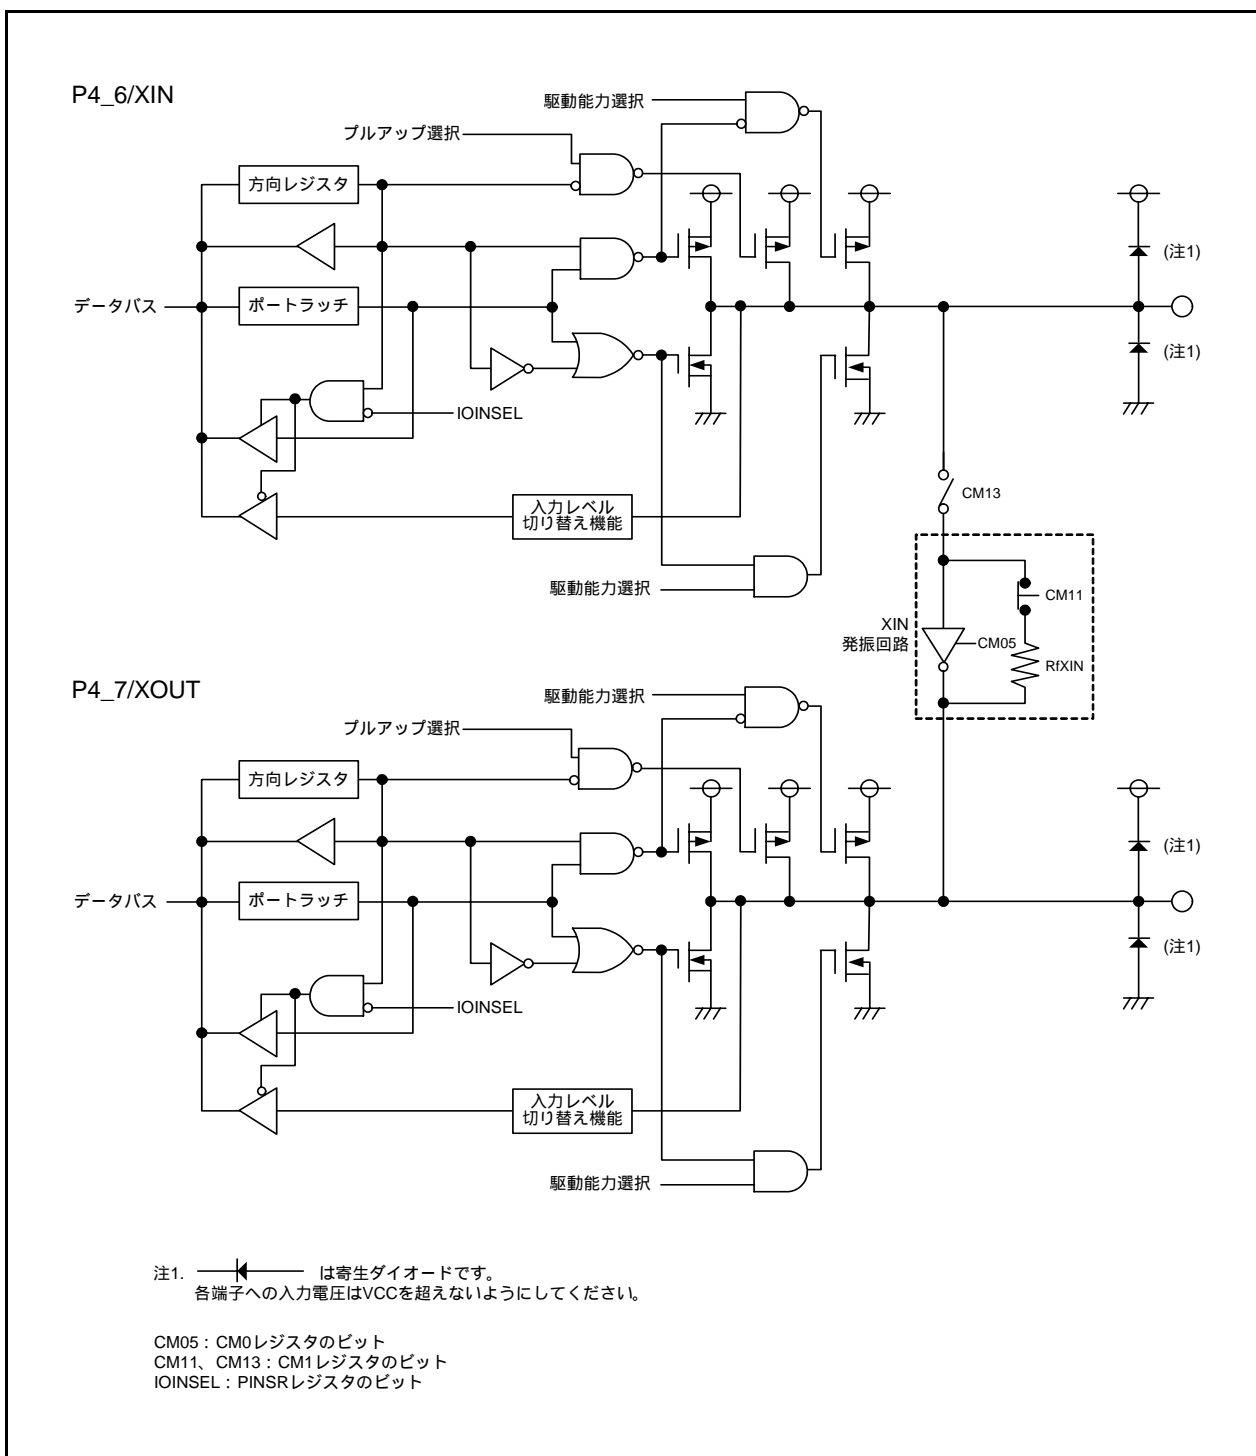 P4_6/XIN
駆動能力選択
プルアップ選択
方向レジスタ
(注1)
データバス
ポートラッチ
(注1)
IOINSEL
CM13
入力レベル
切り替え機能
駆動能力選択
CM11
XIN
発振回路
CM05
RfXIN
P4_7/XOUT
駆動能力選択
プルアップ選択
方向レジスタ
(注1)
データバス
ポートラッチ
(注1)
IOINSEL
入力レベル
切り替え機能
駆動能力選択
注1. は寄生ダイオードです。
各端子への入力電圧はVCCを超えないようにしてください。
CM05：CM0レジスタのビット
CM11、CM13：CM1レジスタのビット
IOINSEL：PINSRレジスタのビット